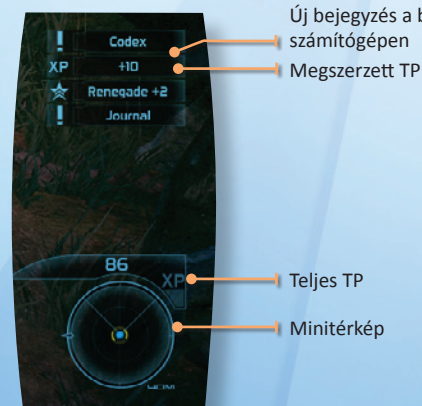 Új bejegyzés a
számítógépen
Codex
XP +10
Megszerzett TP
Renegade +2
Journal
86
XP
Teljes TP
Minitérkép